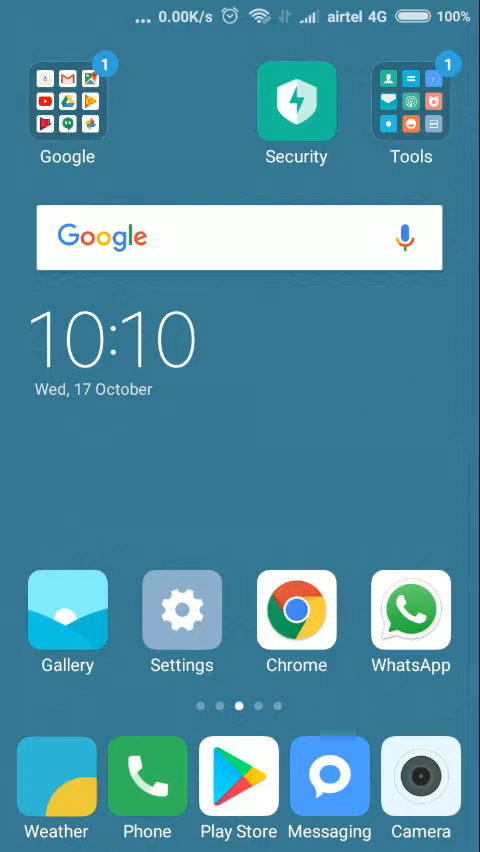 ... 0.00K/s airtel 4G 100%
1 1
Google Security Tools
Google
10:10
Wed, 17 October
Gallery Settings Chrome WhatsApp
Weather Phone Play Store Messaging Camera